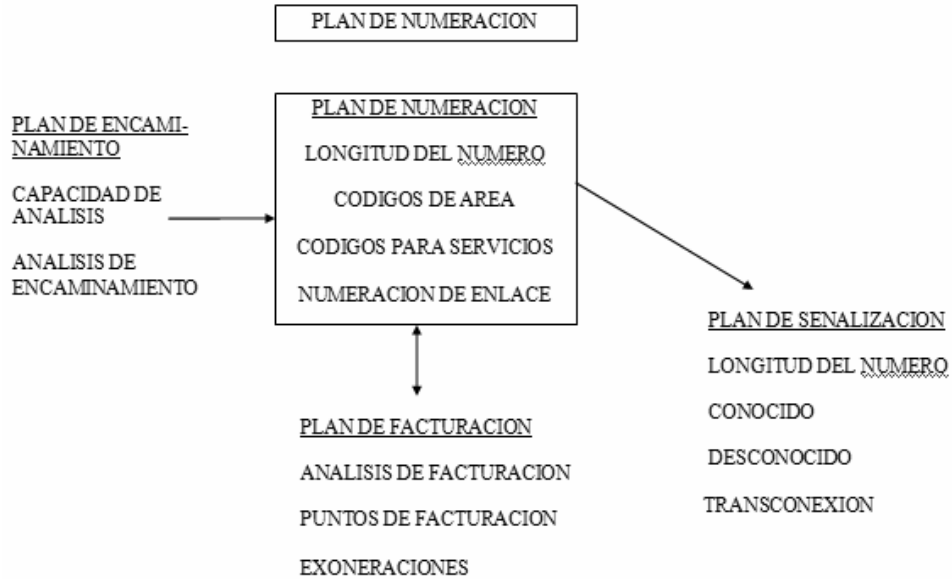 PLAN DE NUMERACION
PLAN DE ENCAMI-
NAMIENTO
CAPACIDAD DE
ANALISIS
ANALISIS DE
ENCAMINAMIENTO
PLAN DE NUMERACION
LONGITUD DEL NUMERO
CODIGOS DE AREA
CODIGOS PARA SERVICIOS
NUMERACION DE ENLACE
PLAN DE SENALIZACION
LONGITUD DEL NUMERO
CONOCIDO
DESCONOCIDO
TRANSCONEXION
PLAN DE FACTURACION
ANALISIS DE FACTURACION
PUNTOS DE FACTURACION
EXONERACIONES